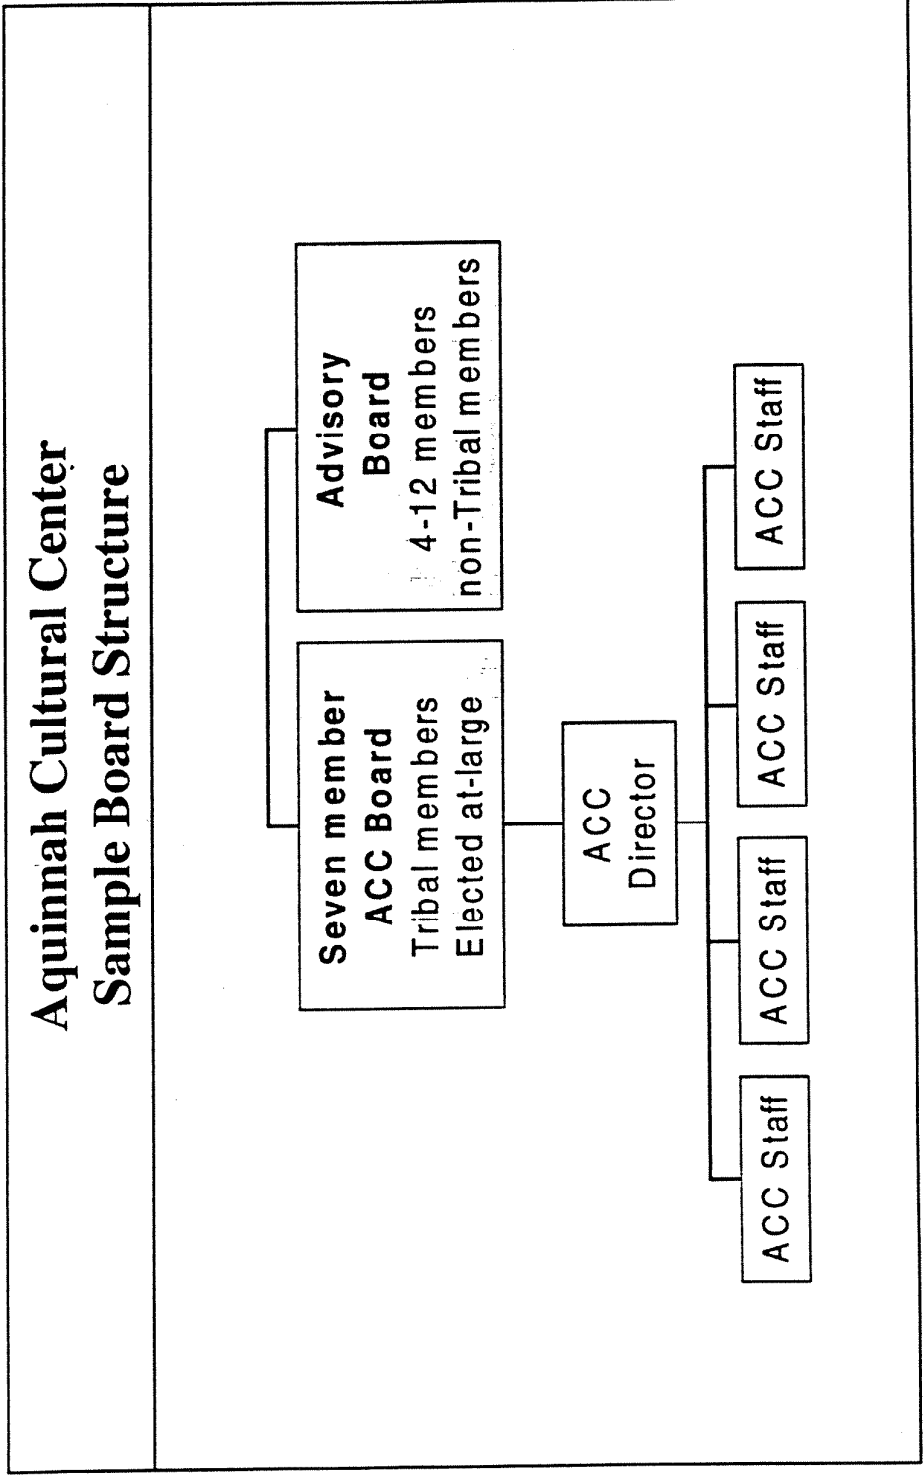 Aquinnah Cultural Center
Sample Board Structure
Seven member
ACC Board
Tribal members
Elected at-large
Advisory
Board
4-12 members
non-Tribal members
ACC
Director
ACC Staff
ACC Staff
ACC Staff
ACC Staff